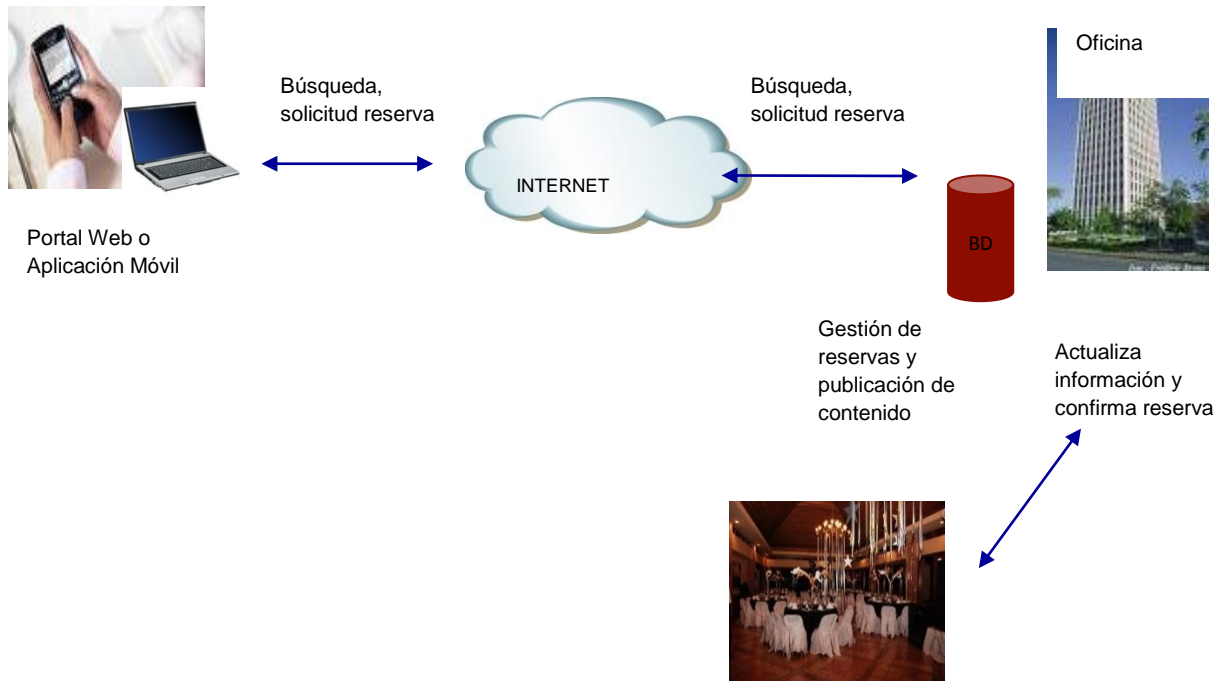 Oficina
Búsqueda,
solicitud reserva
Búsqueda,
solicitud reserva
INTERNET
BD
Portal Web o
Aplicación Móvil
Gestión de
reservas y
publicación de
contenido
Actualiza
información y
confirma reserva